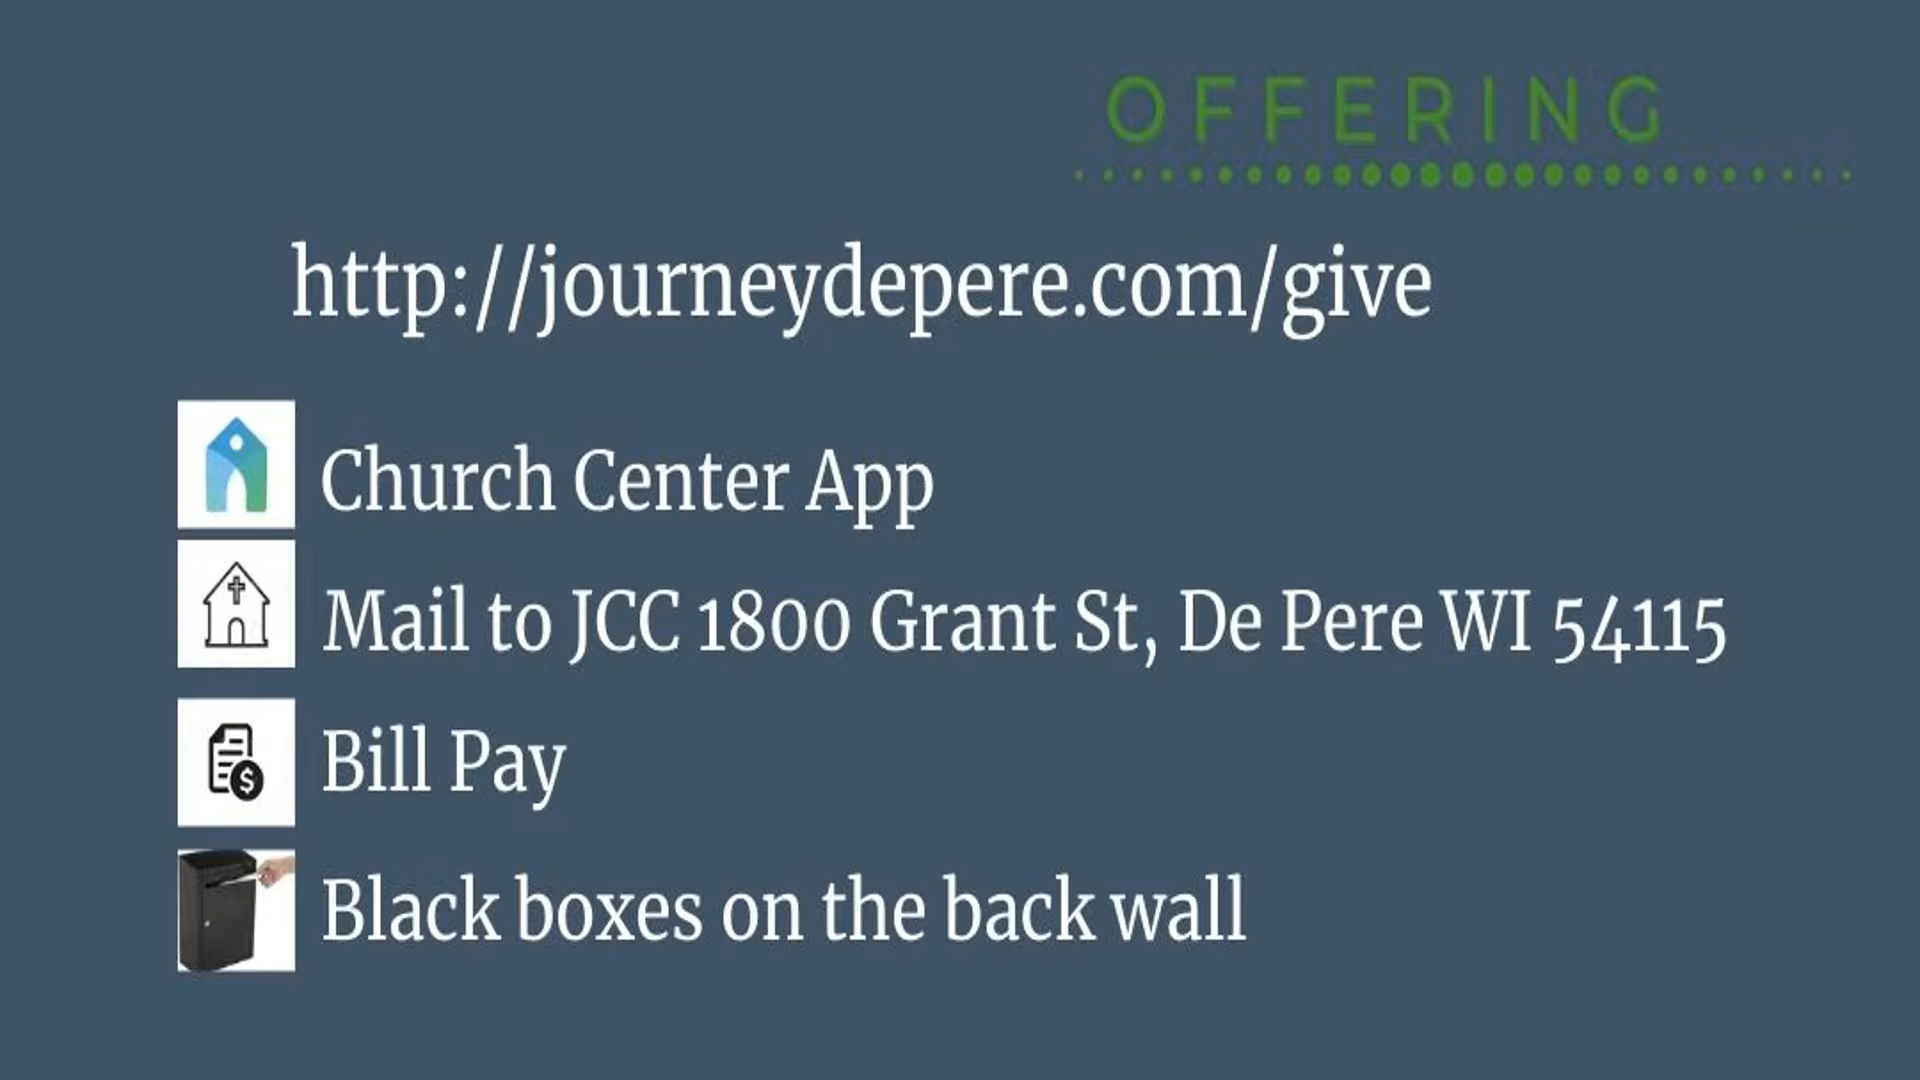 OFFERING
http://journeydepere.com/give
Church Center App
Mail to JCC 1800 Grant St, De Pere WI 54115
Bill Pay
Black boxes on the back wall